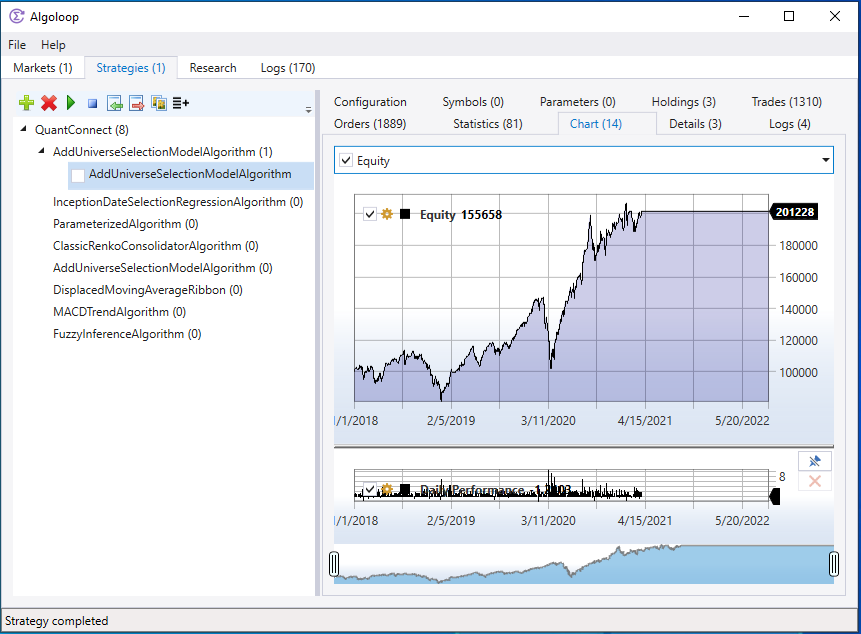 Algoloop
File Help
Markets (1) Strategies (1) Research Logs (170)
Configuration Symbols (0) Parameters (0) Holdings (3) Trades (1310)
Orders (1889) Statistics (81) Chart (14) Details (3) Logs (4)
QuantConnect (8)
AddUniverseSelectionModelAlgorithm (1)
AddUniverseSelectionModelAlgorithm
InceptionDateSelectionRegressionAlgorithm (0)
ParameterizedAlgorithm (0)
ClassicRenkoConsolidatorAlgorithm (0)
AddUniverseSelectionModelAlgorithm (0)
DisplacedMovingAverageRibbon (0)
MACDTrendAlgorithm (0)
FuzzyInferenceAlgorithm (0)
Equity
Equity 155658
201228
180000
160000
140000
120000
100000
/1/2018 2/5/2019 3/11/2020 4/15/2021 5/20/2022
Daily Performance
8
/1/2018 2/5/2019 3/11/2020 4/15/2021 5/20/2022
Strategy completed